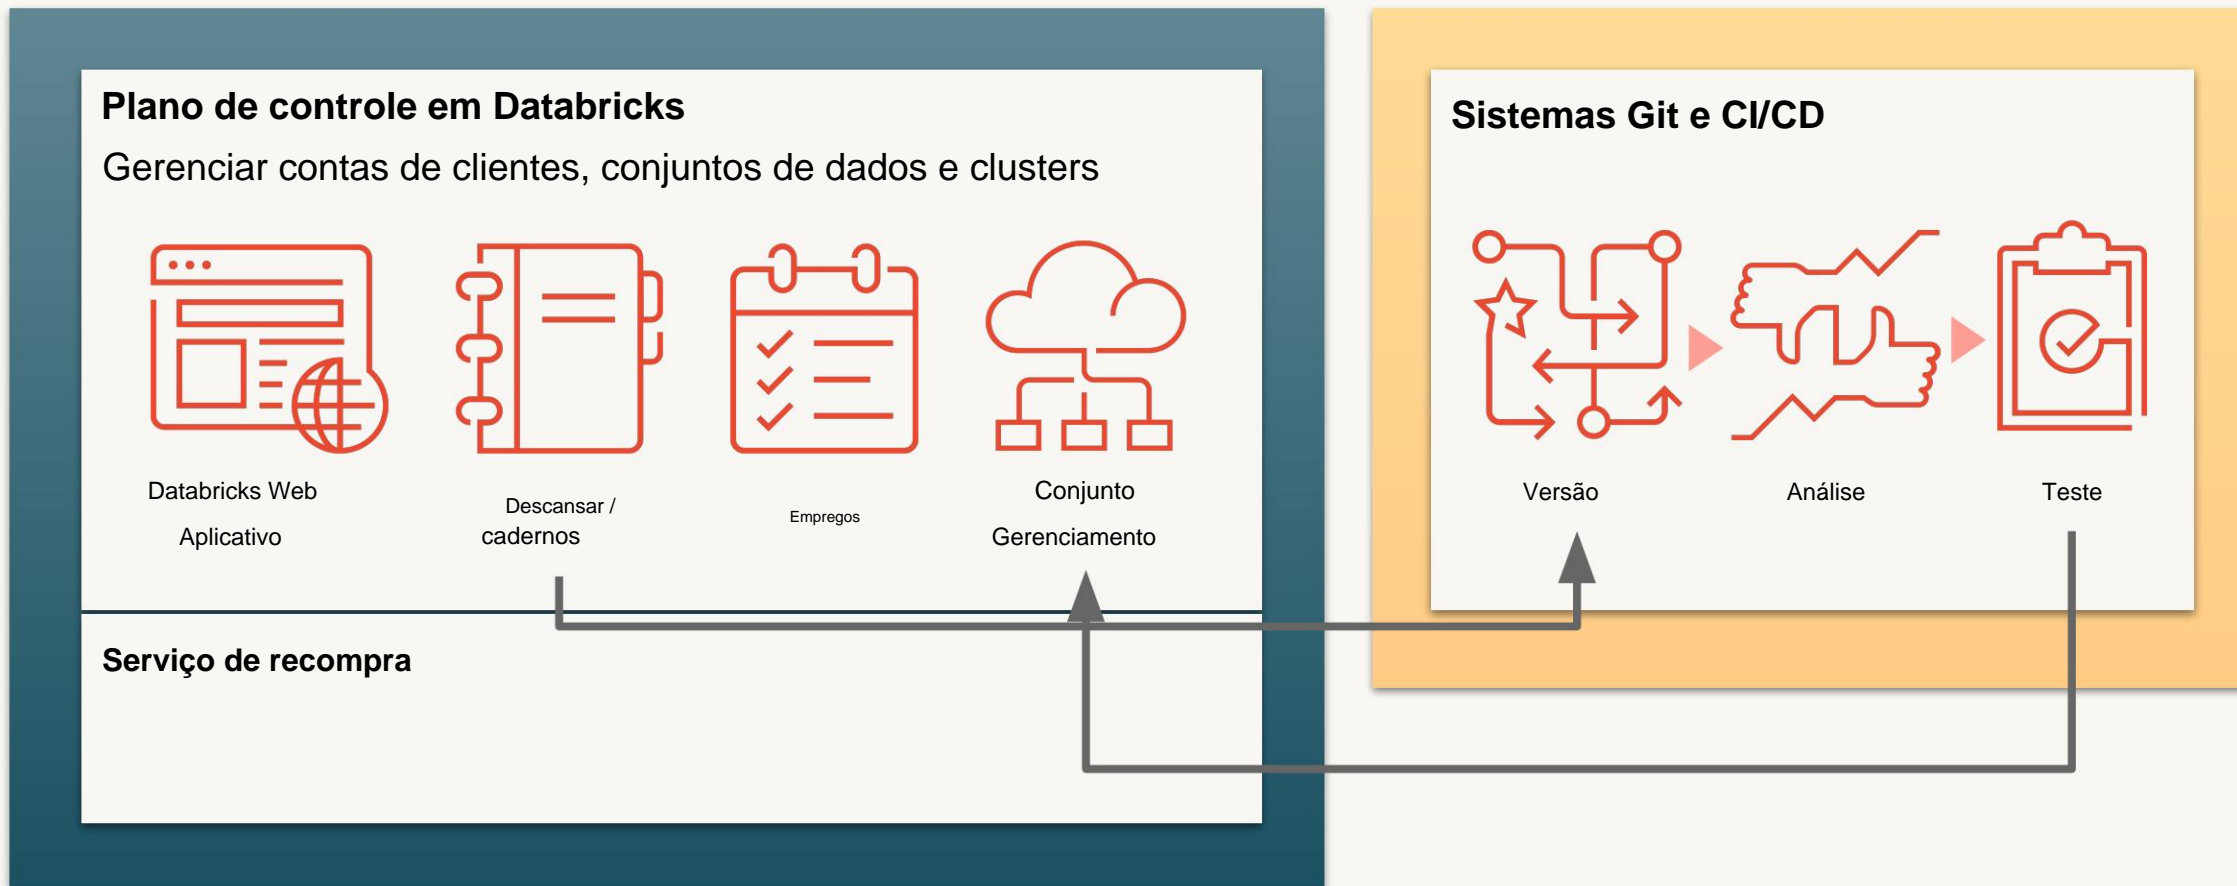 Plano de controle em Databricks
Gerenciar contas de clientes, conjuntos de dados e clusters
Databricks Web
Aplicativo
Descansar /
cadernos
Empregos
Conjunto
Gerenciamento
Serviço de recompra
Sistemas Git e CI/CD
Versão
Análise
Teste